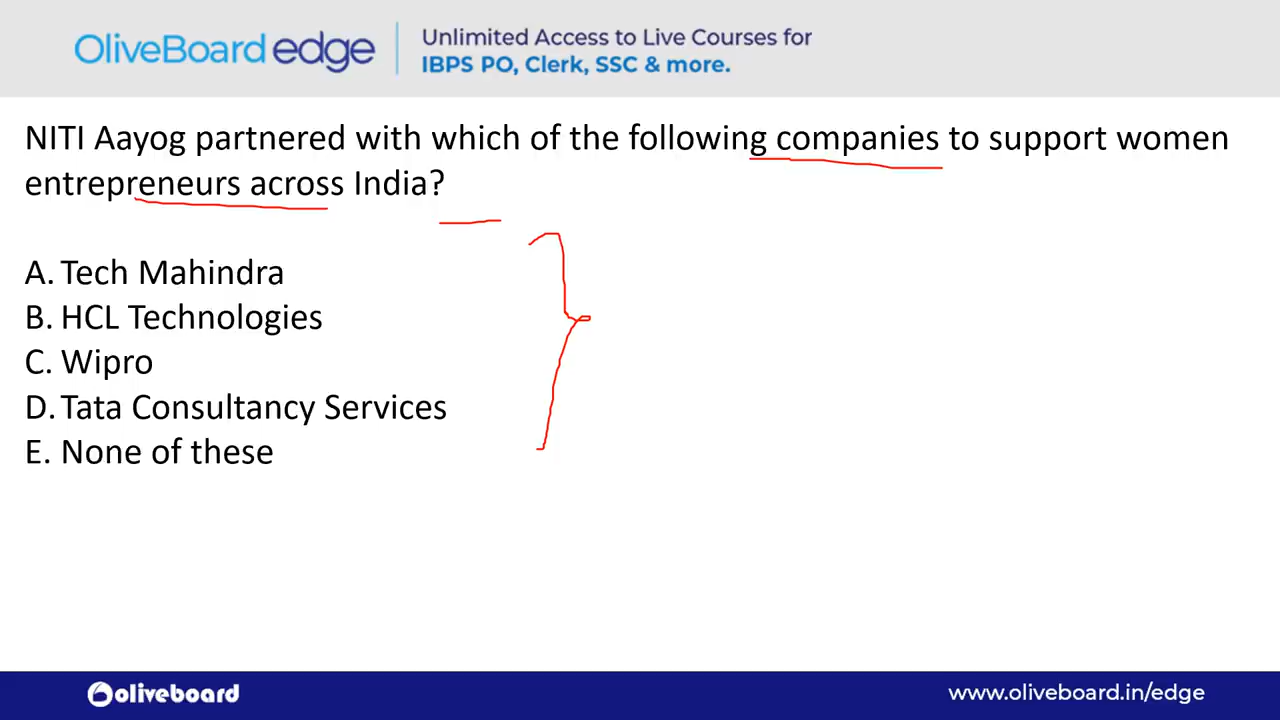 OliveBoard edge
Unlimited Access to Live Courses for
IBPS PO, Clerk, SSC & more.
NITI Aayog partnered with which of the following companies to support women
entrepreneurs across India?
A. Tech Mahindra
B. HCL Technologies
C. Wipro
D. Tata Consultancy Services
E. None of these
oliveboard
www.oliveboard.in/edge